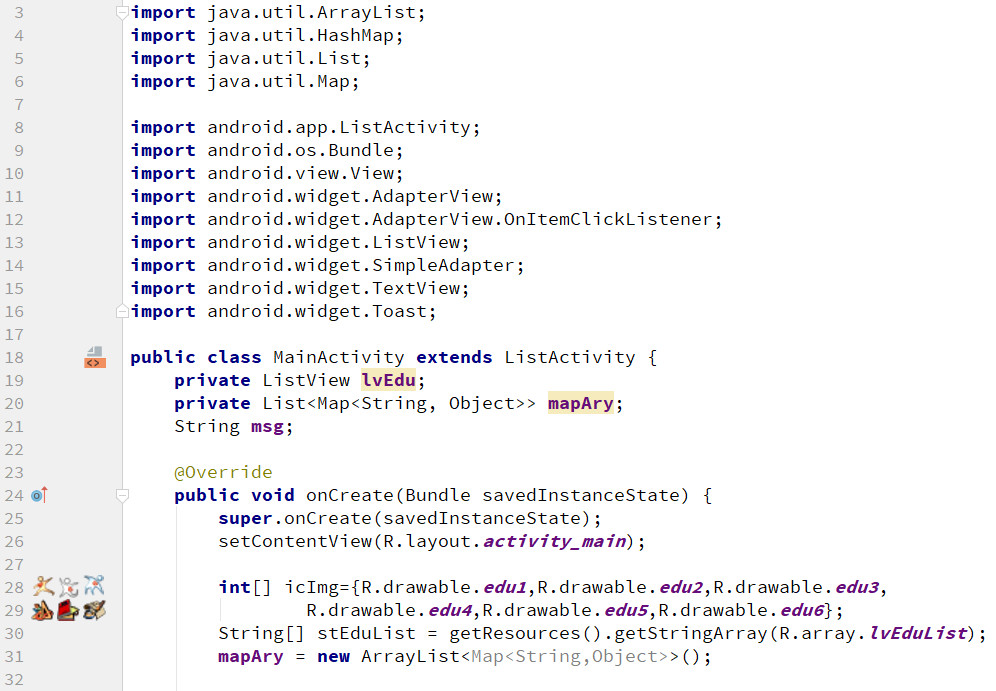 3 import java.util.ArrayList;
4 import java.util.HashMap;
5 import java.util.List;
6 import java.util.Map;
7
8 import android.app.ListActivity;
9 import android.os.Bundle;
10 import android.view.View;
11 import android.widget.AdapterView;
12 import android.widget.AdapterView.OnItemClickListener;
13 import android.widget.ListView;
14 import android.widget.SimpleAdapter;
15 import android.widget.TextView;
16 import android.widget.Toast;
17
18 public class MainActivity extends ListActivity {
19 private ListView lvEdu;
20 private List<Map<String, Object>> mapAry;
21 String msg;
22
23 @Override
24 public void onCreate(Bundle savedInstanceState) {
25 super.onCreate(savedInstanceState);
26 setContentView(R.layout.activity_main);
27
28 int[] icImg={R.drawable.edu1,R.drawable.edu2,R.drawable.edu3,
29 R.drawable.edu4,R.drawable.edu5,R.drawable.edu6};
30 String[] stEduList = getResources().getStringArray(R.array.lvEduList);
31 mapAry = new ArrayList<Map<String,Object>>();
32